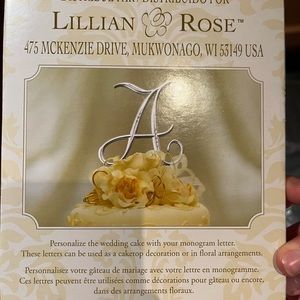 LILLIAN ROSE™
475 MCKENZIE DRIVE, MUKWONAGO, WI 53149 USA
A
Personalize the wedding cake with your monogram letter.
These letters can be used as a caketop decoration or in floral arrangements.
Personnalisez votre gâteau de mariage avec votre lettre en monogramme.
Ces lettres peuvent être utilisées comme décorations pour gâteau ou encore,
dans des arrangements floraux.